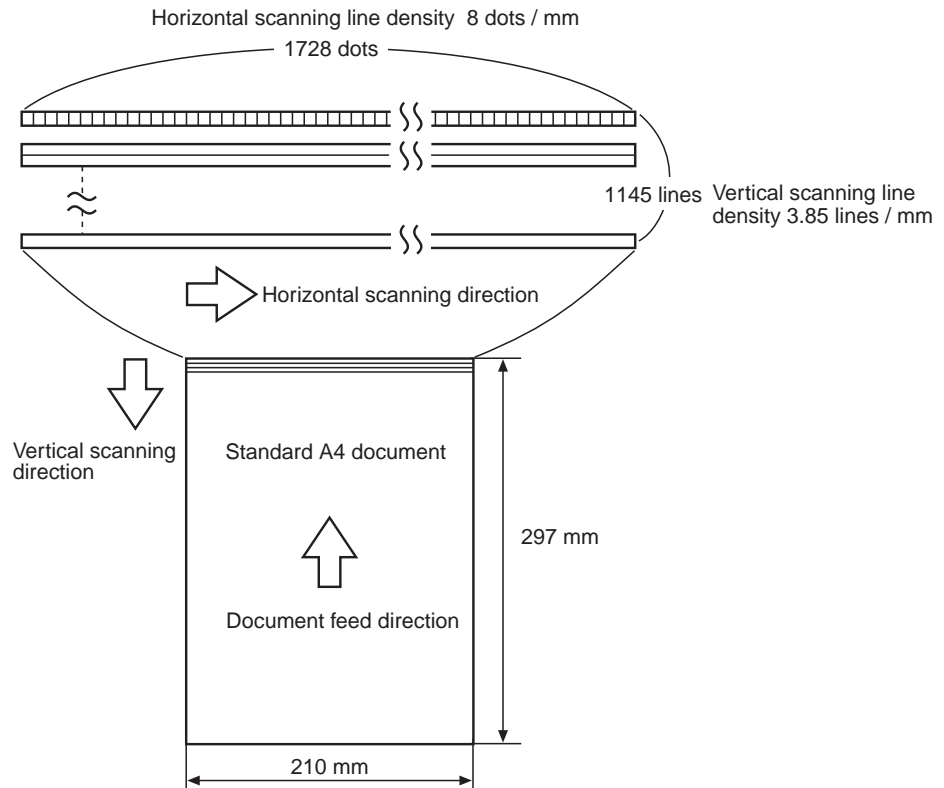 Horizontal scanning line density 8 dots / mm
1728 dots
1145 lines
Vertical scanning line
density 3.85 lines / mm
Horizontal scanning direction
Vertical scanning
direction
Standard A4 document
297 mm
Document feed direction
210 mm